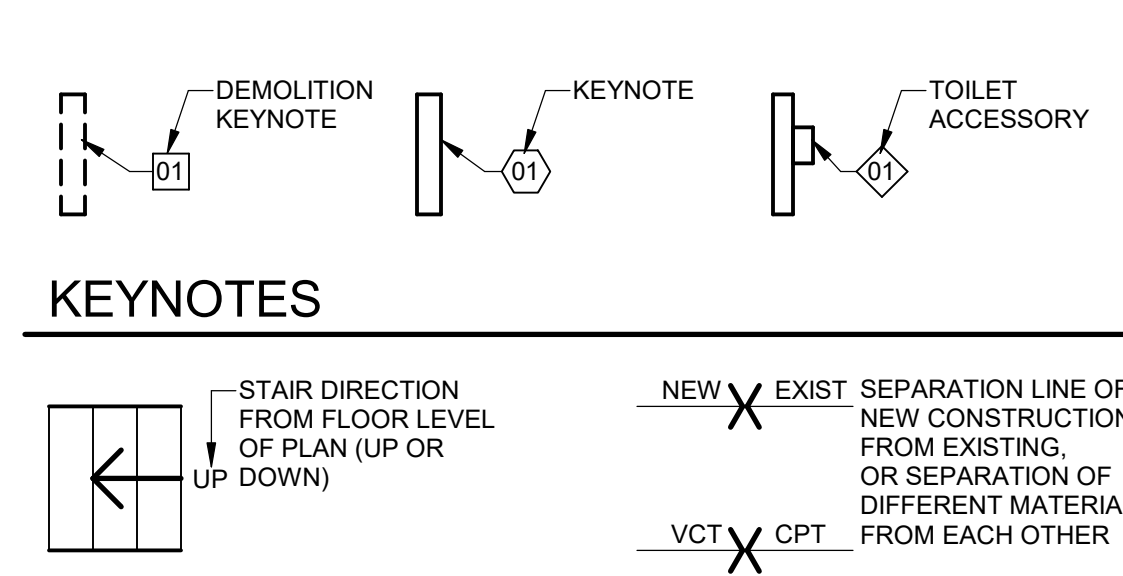 DEMOLITION
KEYNOTE
01
KEYNOTE
01
TOILET
ACCESSORY
01
KEYNOTES
STAIR DIRECTION
FROM FLOOR LEVEL
OF PLAN (UP OR
DOWN)
UP
NEW EXIST
VCT CPT
SEPARATION LINE OF
NEW CONSTRUCTION
FROM EXISTING,
OR SEPARATION OF
DIFFERENT MATERIA
FROM EACH OTHER